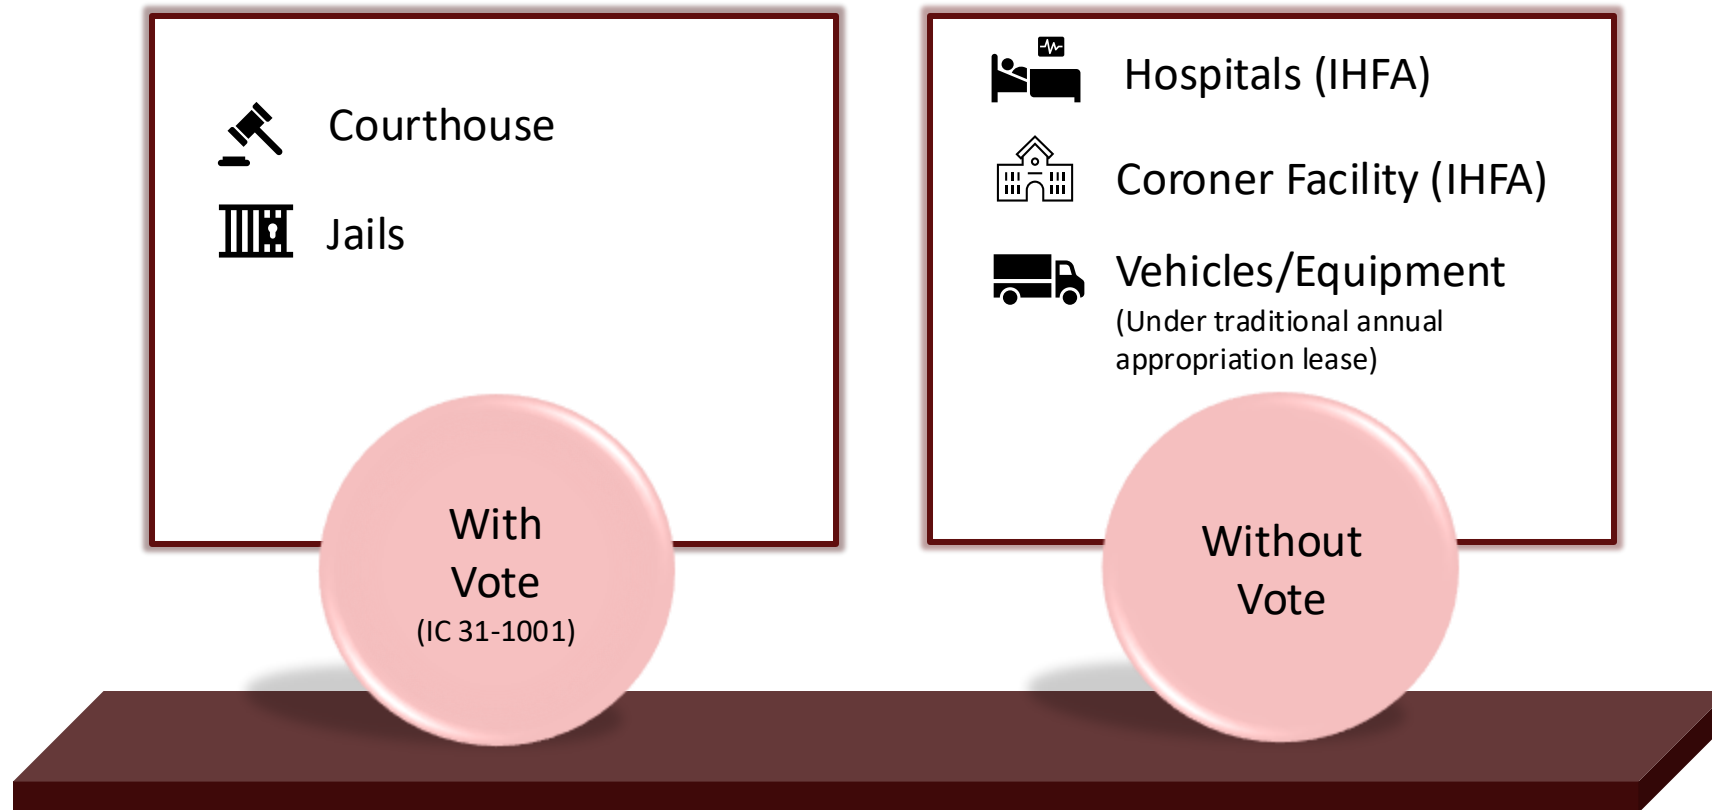 Courthouse
Jails
With
Vote
(IC 31-1001)
Hospitals (IHFA)
Coroner Facility (IHFA)
Vehicles/Equipment
(Under traditional annual
appropriation lease)
Without
Vote